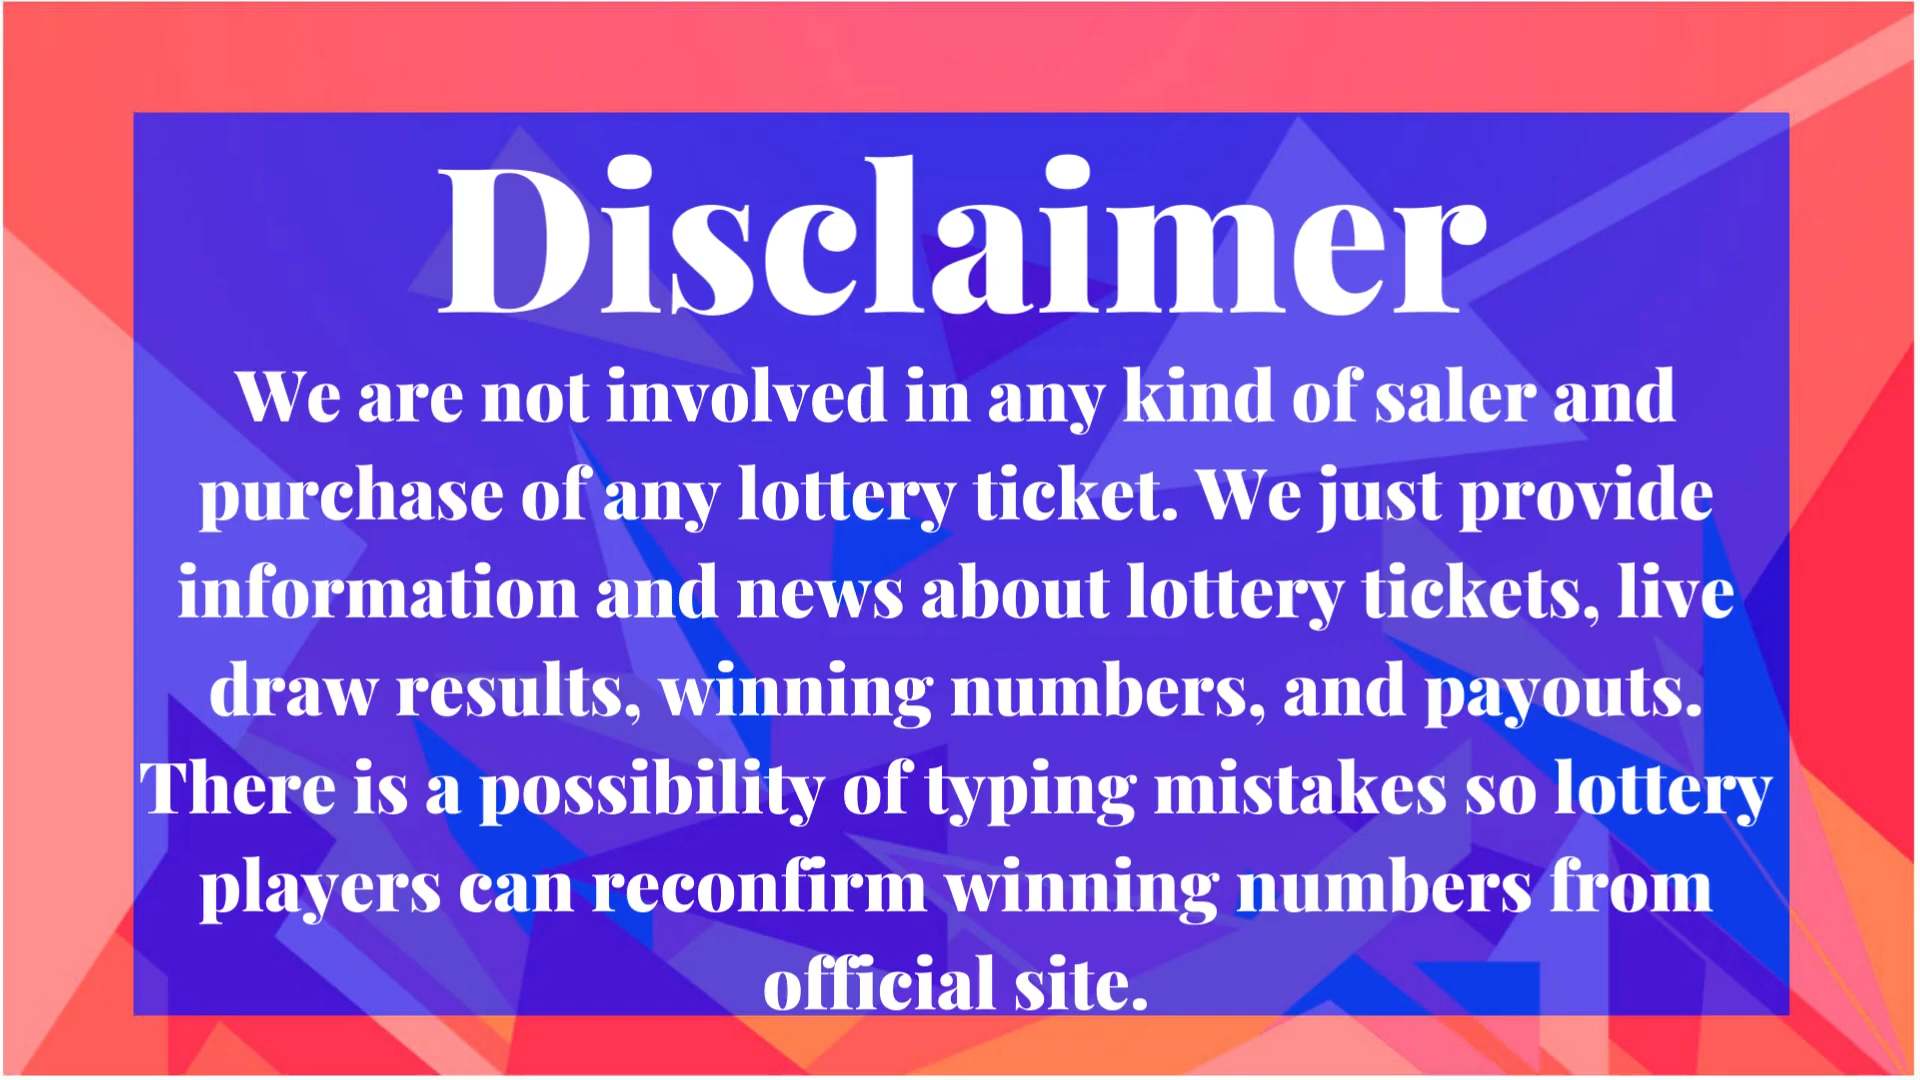 Disclaimer
We are not involved in any kind of saler and
purchase of any lottery ticket. We just provide
information and news about lottery tickets, live
draw results, winning numbers, and payouts.
There is a possibility of typing mistakes so lottery
players can reconfirm winning numbers from
official site.